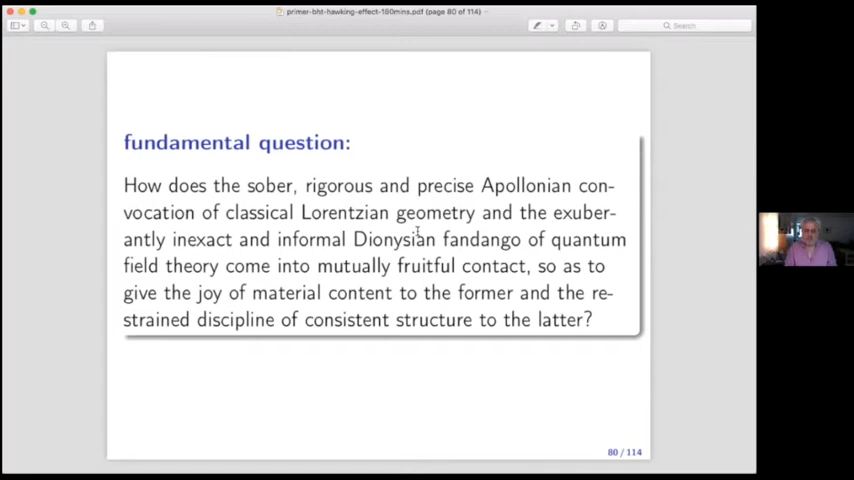 primer-bht-hawking-effect-180mins.pdf (page 80 of 114)
Search
fundamental question:
How does the sober, rigorous and precise Apollonian con-
vocation of classical Lorentzian geometry and the exuber-
antly inexact and informal Dionysian fandango of quantum
field theory come into mutually fruitful contact, so as to
give the joy of material content to the former and the re-
strained discipline of consistent structure to the latter?
80 / 114